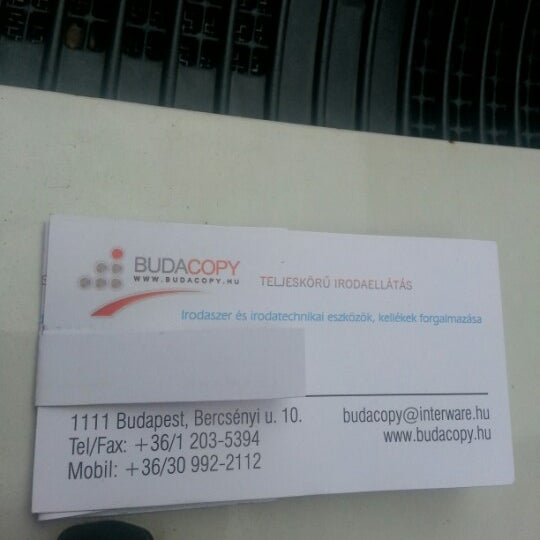 BUDACOPY
WWW.BUDACOPY.HU
TELJESKÖRŰ IRODAELLÁTÁS
Irodaszer és irodatechnikai eszközök, kellékek forgalmazása
1111 Budapest, Bercsényi u. 10.
Tel/Fax: +36/1 203-5394
Mobil: +36/30 992-2112
budacopy@interware.hu
www.budacopy.hu